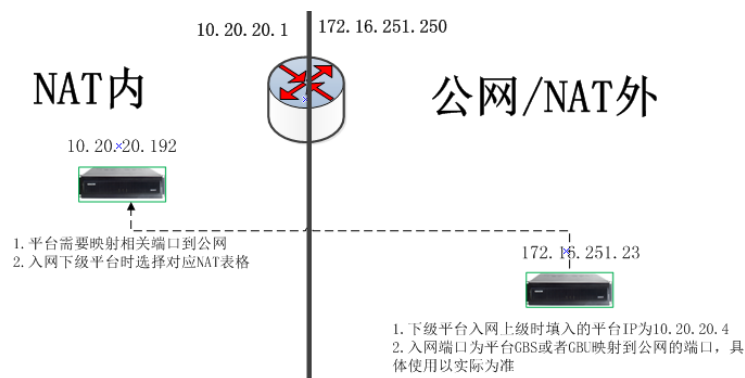 10.20.20.1
172.16.251.250
NAT内
公网/NAT外
10.20.20.192
1.平台需要映射相关端口到公网
2.入网下级平台时选择对应NAT表格
172.16.251.23
1.下级平台入网上级时填入的平台IP为10.20.20.4
2.入网端口为平台GBS或者GBU映射到公网的端口，具
体使用以实际为准